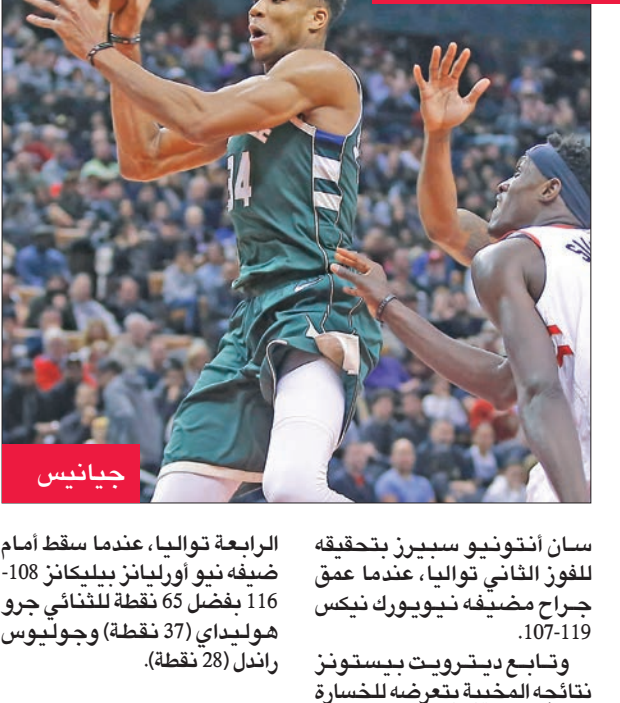 34
جيانيس
سان أنتونيو سبيرز بتحقيقه
للفوز الثاني تواليا، عندما عمق
جراح مضيفه نيويورك نيكس
119-107.
وتابع ديترويت بيستونز
نتائجه المخيبة بتعرضه للخسارة
الرابعة تواليا، عندما سقط أمام
ضيفه نيو أورليانز بيليكانز 108-
116 بفضل 65 نقطة للثنائي جرو
هوليداي (37 نقطة) وجوليوس
راندل (28 نقطة).